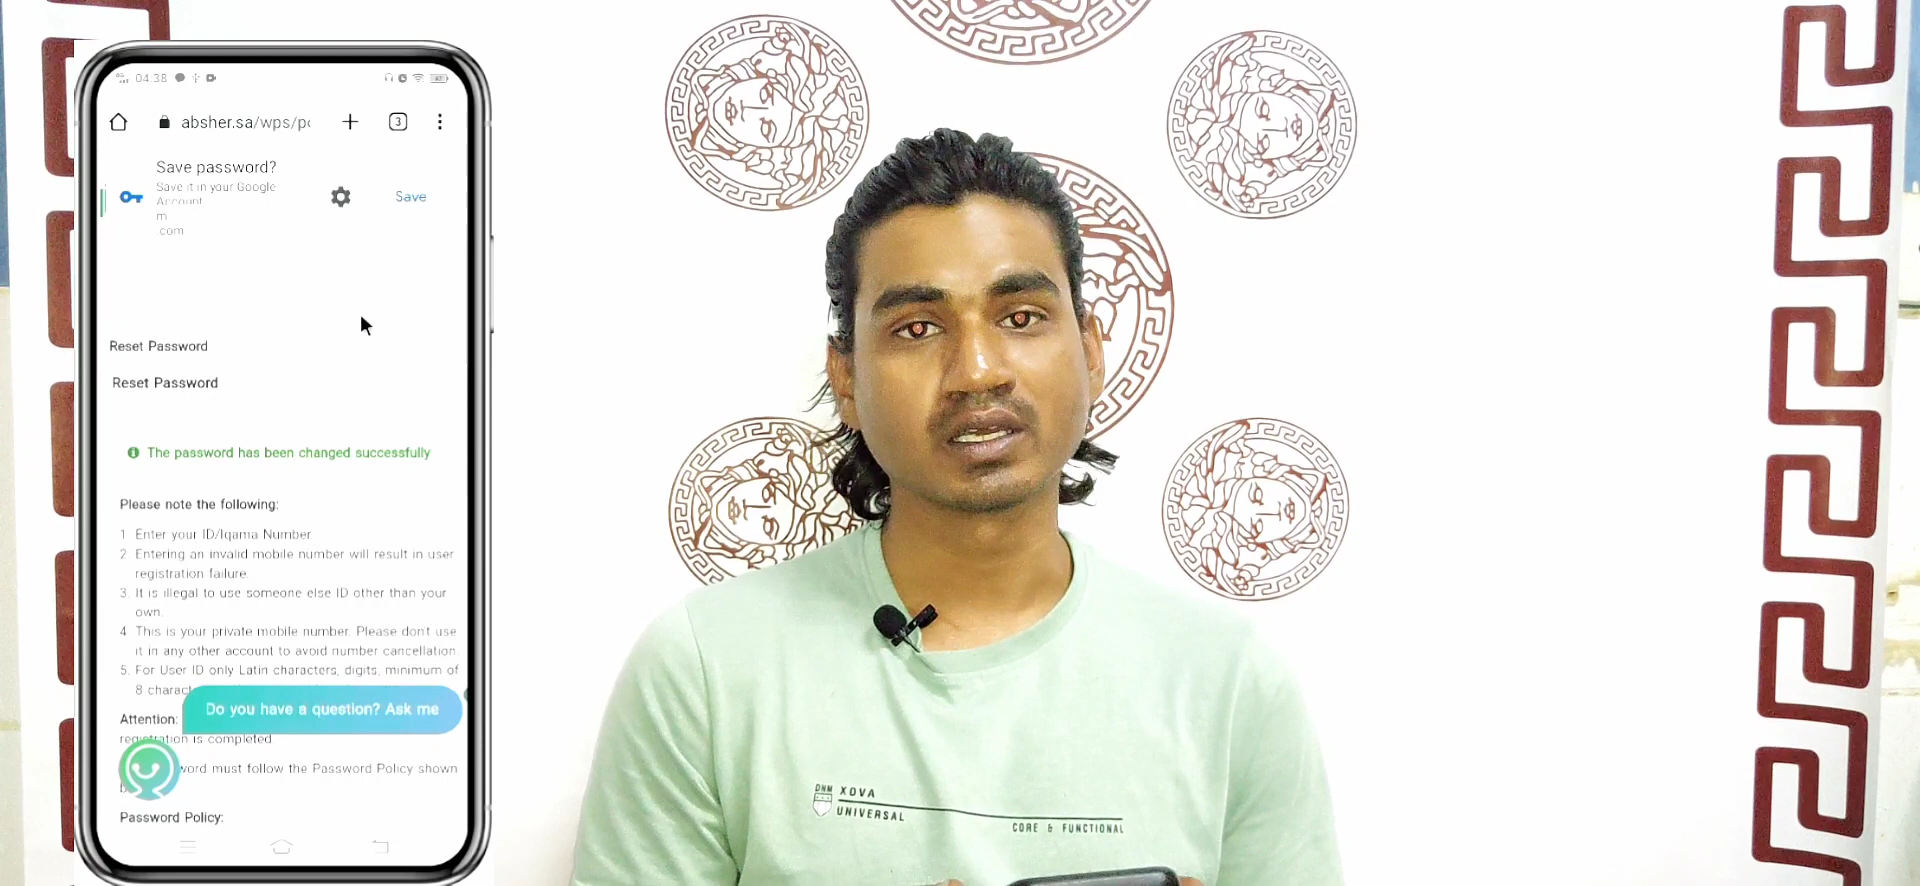 04:38
absher.sa/wps/po
3
Save password?
Save it in your Google
Account
m
.com
Save
Reset Password
Reset Password
The password has been changed successfully
Please note the following:
1 Enter your ID/Iqama Number
2 Entering an invalid mobile number will result in user
registration failure.
3. It is illegal to use someone else ID other than your
own.
4 This is your private mobile number. Please don't use
it in any other account to avoid number cancellation.
5. For User ID only Latin characters, digits, minimum of
8 charact
Do you have a question? Ask me
Attention:
registration is completed
word must follow the Password Policy shown
Password Policy:
DNM XOVA
UNIVERSAL
CORE & FUNCTIONAL